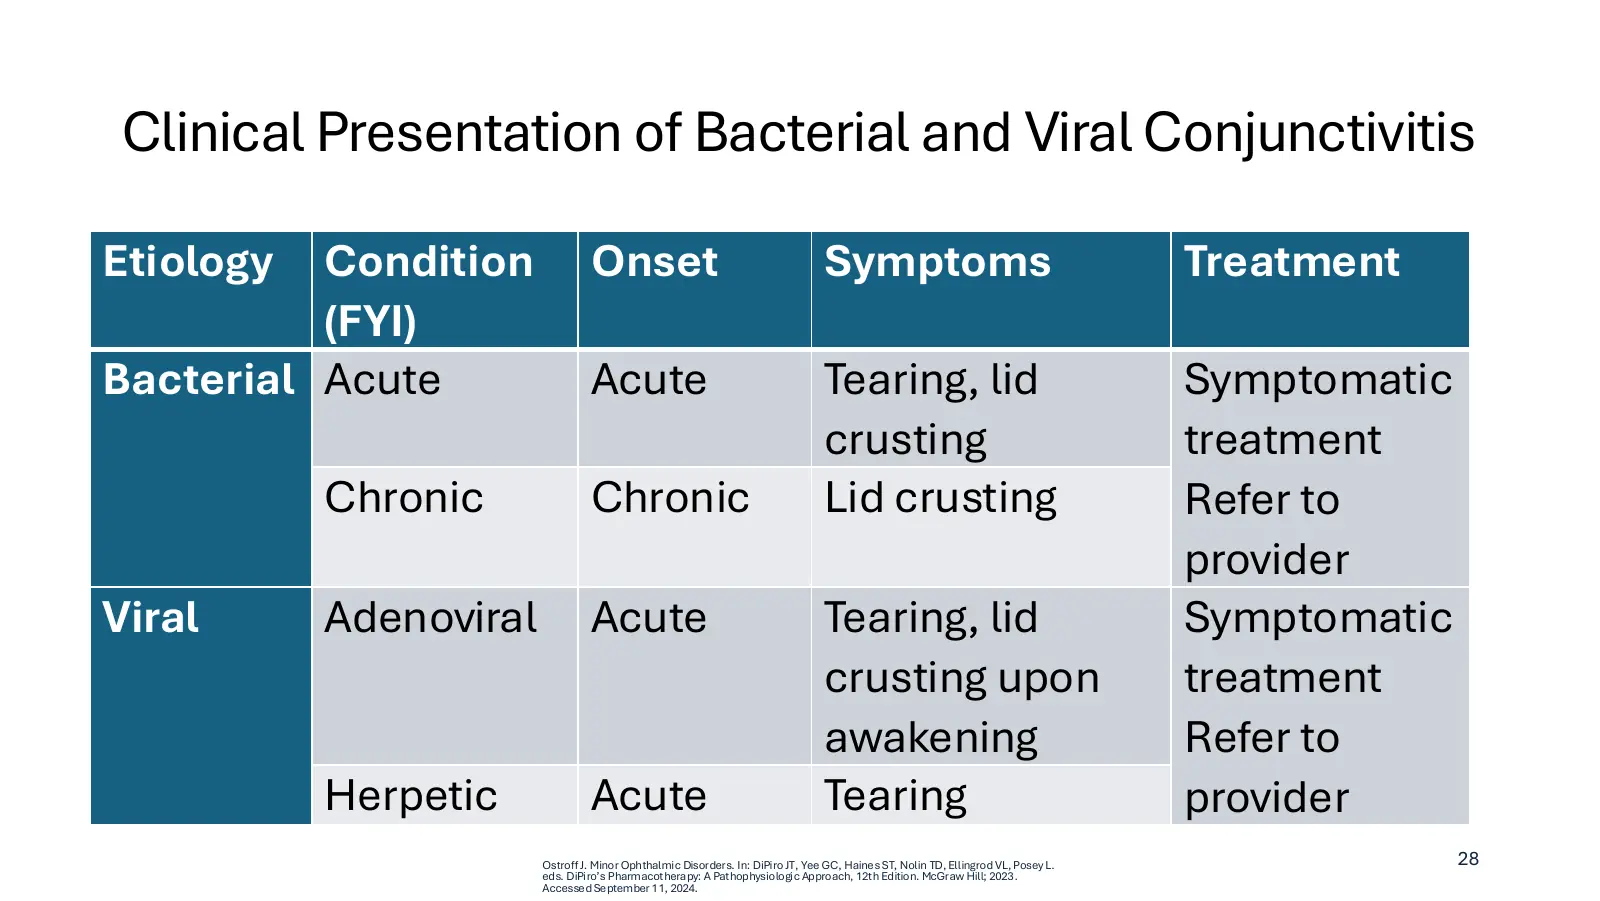 Clinical Presentation of Bacterial and Viral Conjunctivitis
Etiology
Condition
(FYI)
Onset
Symptoms
Treatment
Bacterial
Acute
Acute
Tearing, lid
crusting
Symptomatic
treatment
Refer to
provider
Chronic
Chronic
Lid crusting
Viral
Adenoviral
Acute
Tearing, lid
crusting upon
awakening
Symptomatic
treatment
Refer to
provider
Herpetic
Acute
Tearing
Ostroff J. Minor Ophthalmic Disorders. In: DiPiro JT, Yee GC, Haines ST, Nolin TD, Ellingrod VL, Posey L.
eds. DiPiro’s Pharmacotherapy: A Pathophysiologic Approach, 12th Edition. McGraw Hill; 2023.
Accessed September 11, 2024.
28